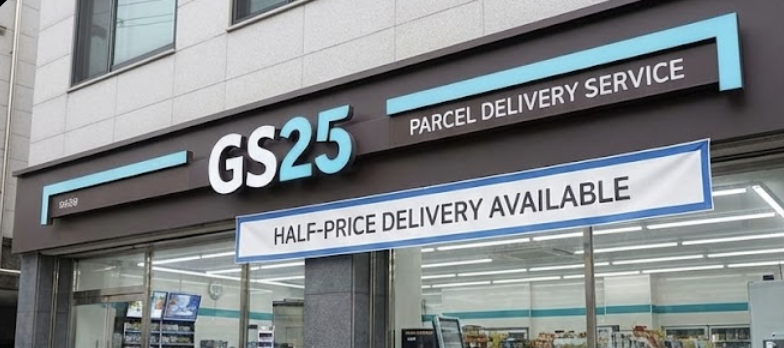 GS25
PARCEL DELIVERY SERVICE
HALF-PRICE DELIVERY AVAILABLE